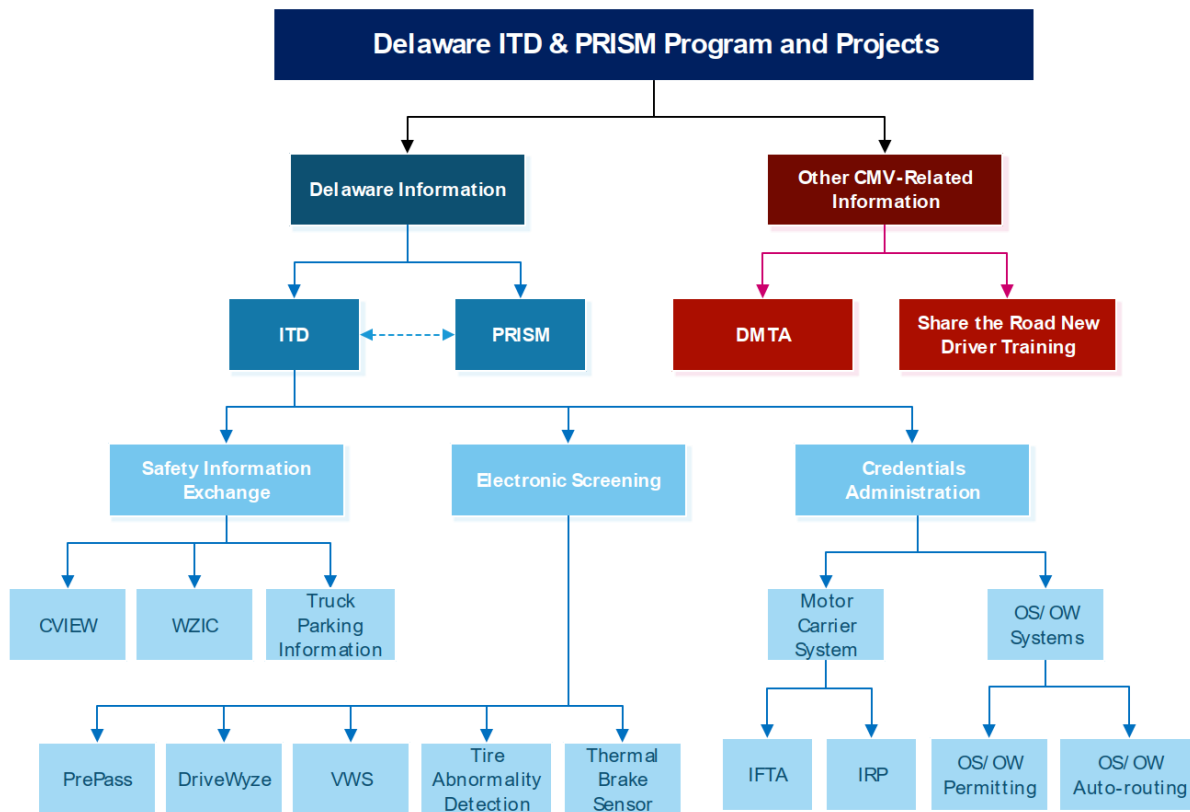 Delaware ITD & PRISM Program and Projects
Delaware Information
Other CMV-Related
Information
ITD
PRISM
DMTA
Share the Road New
Driver Training
Safety Information
Exchange
Electronic Screening
Credentials
Administration
CVIEW
WZIC
Truck
Parking
Information
Motor
Carrier
System
OS/OW
Systems
PrePass
DriveWyze
VWS
Tire
Abnormality
Detection
Thermal
Brake
Sensor
IFTA
IRP
OS/OW
Permitting
OS/OW
Auto-routing